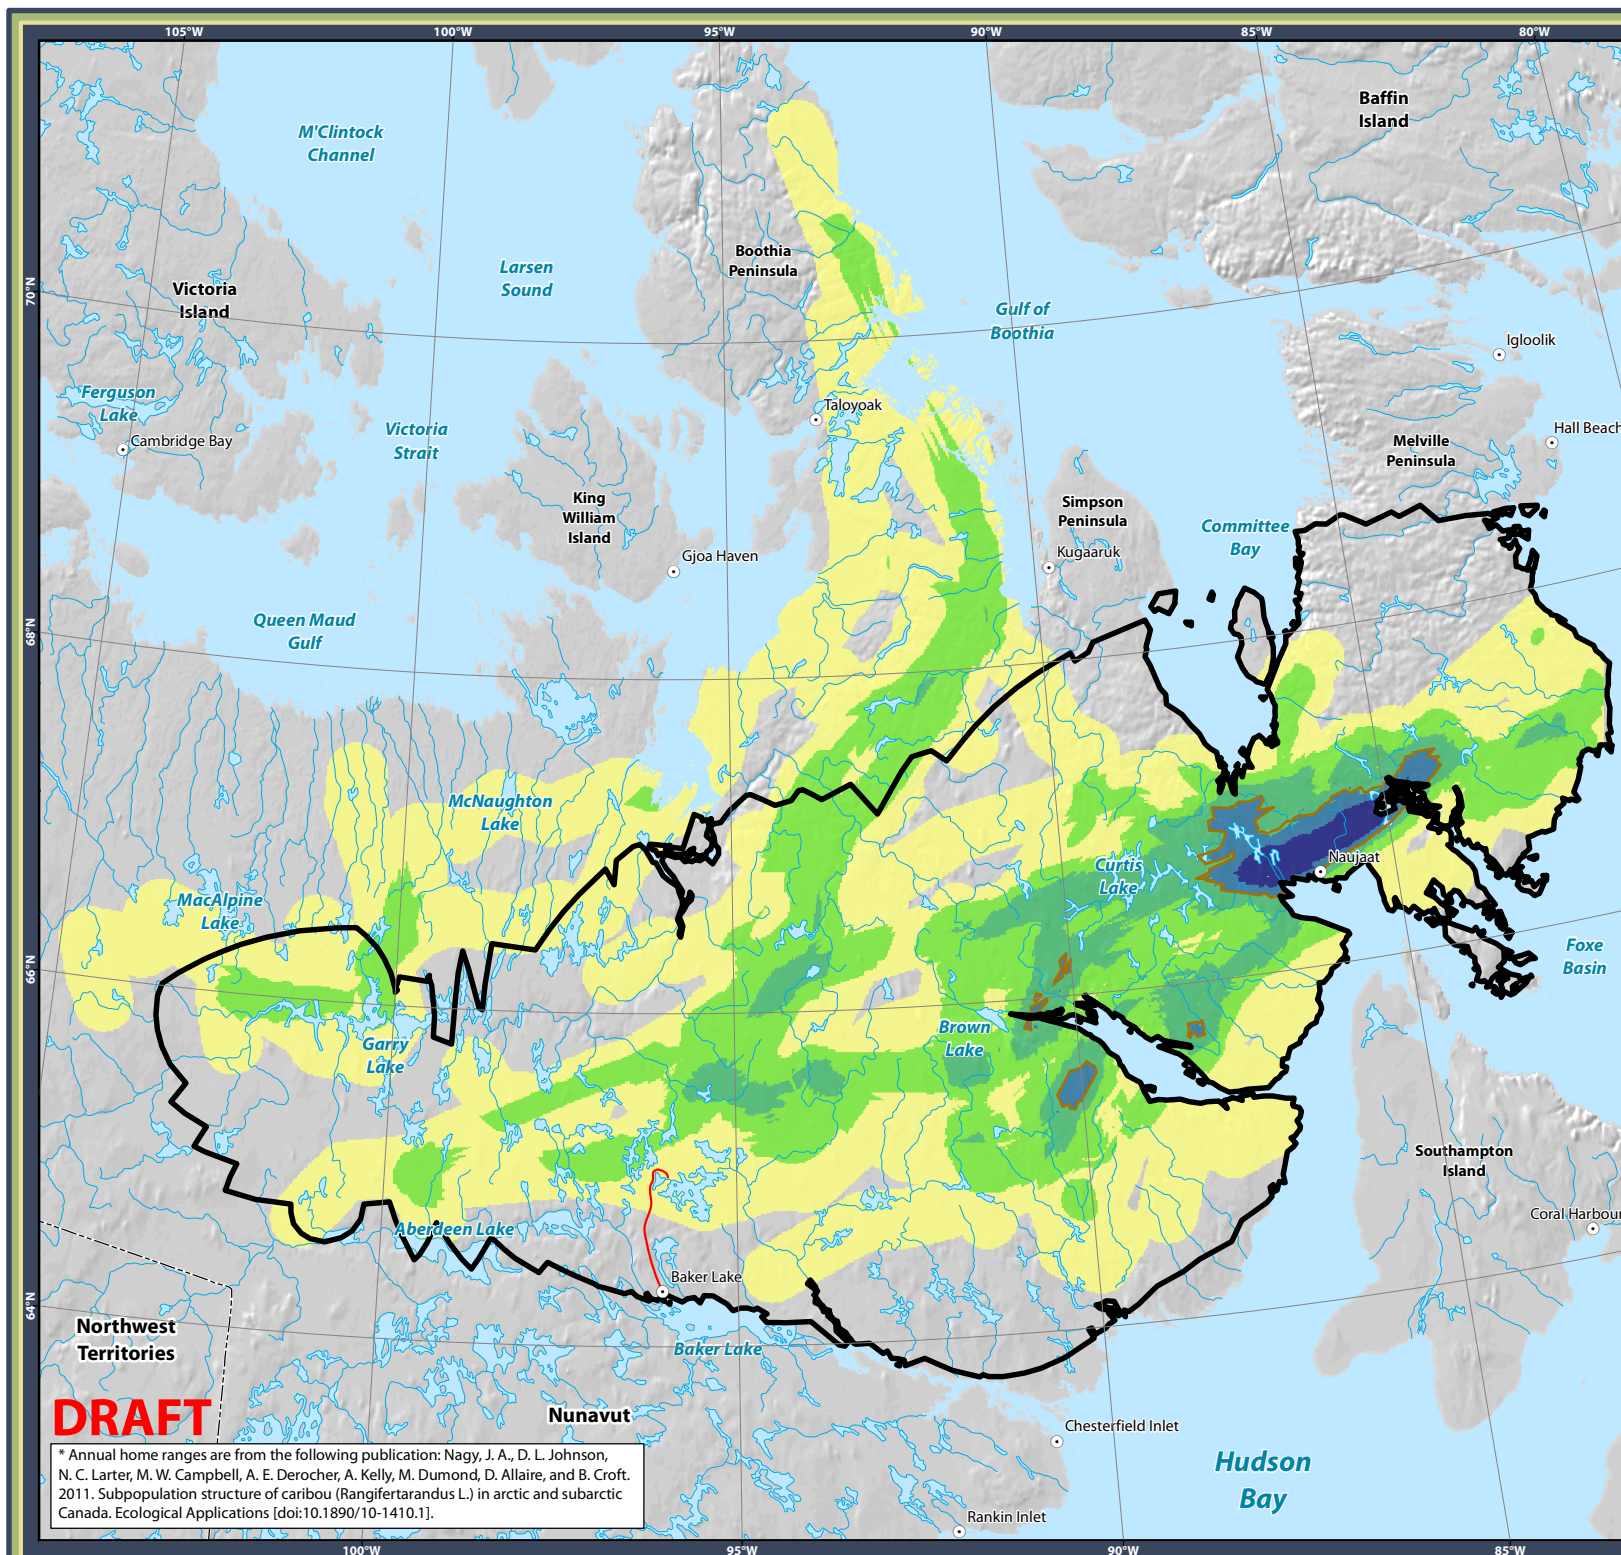 105°W
100°W
95°W
90°W
85°W
80°W
Baffin
Island
M'Clintock
Channel
Boothia
Peninsula
Larsen
Sound
Victoria
Island
70°N
Gulf of
Boothia
Igloolik
Ferguson
Lake
Taloyoak
Cambridge Bay
Victoria
Strait
Hall Beach
Melville
Peninsula
King
William
Island
Simpson
Peninsula
Committee
Bay
Gjoa Haven
Kugaaruk
Queen Maud
Gulf
68°N
McNaughton
Lake
Curtis
Lake
Naujaat
MacAlpine
Lake
Foxe
Basin
66°N
Garry
Lake
Brown
Lake
Southampton
Island
Coral Harbour
Aberdeen Lake
Baker Lake
64°N
Northwest
Territories
Baker Lake
DRAFT
Nunavut
Chesterfield Inlet
Hudson
Bay
* Annual home ranges are from the following publication: Nagy, J. A., D. L. Johnson,
N. C. Larter, M. W. Campbell, A. E. Derocher, A. Kelly, M. Dumond, D. Allaire, and B. Croft.
2011. Subpopulation structure of caribou (Rangifertarandus L.) in arctic and subarctic
Canada. Ecological Applications [doi:10.1890/10-1410.1].
Rankin Inlet
100°W
95°W
90°W
85°W